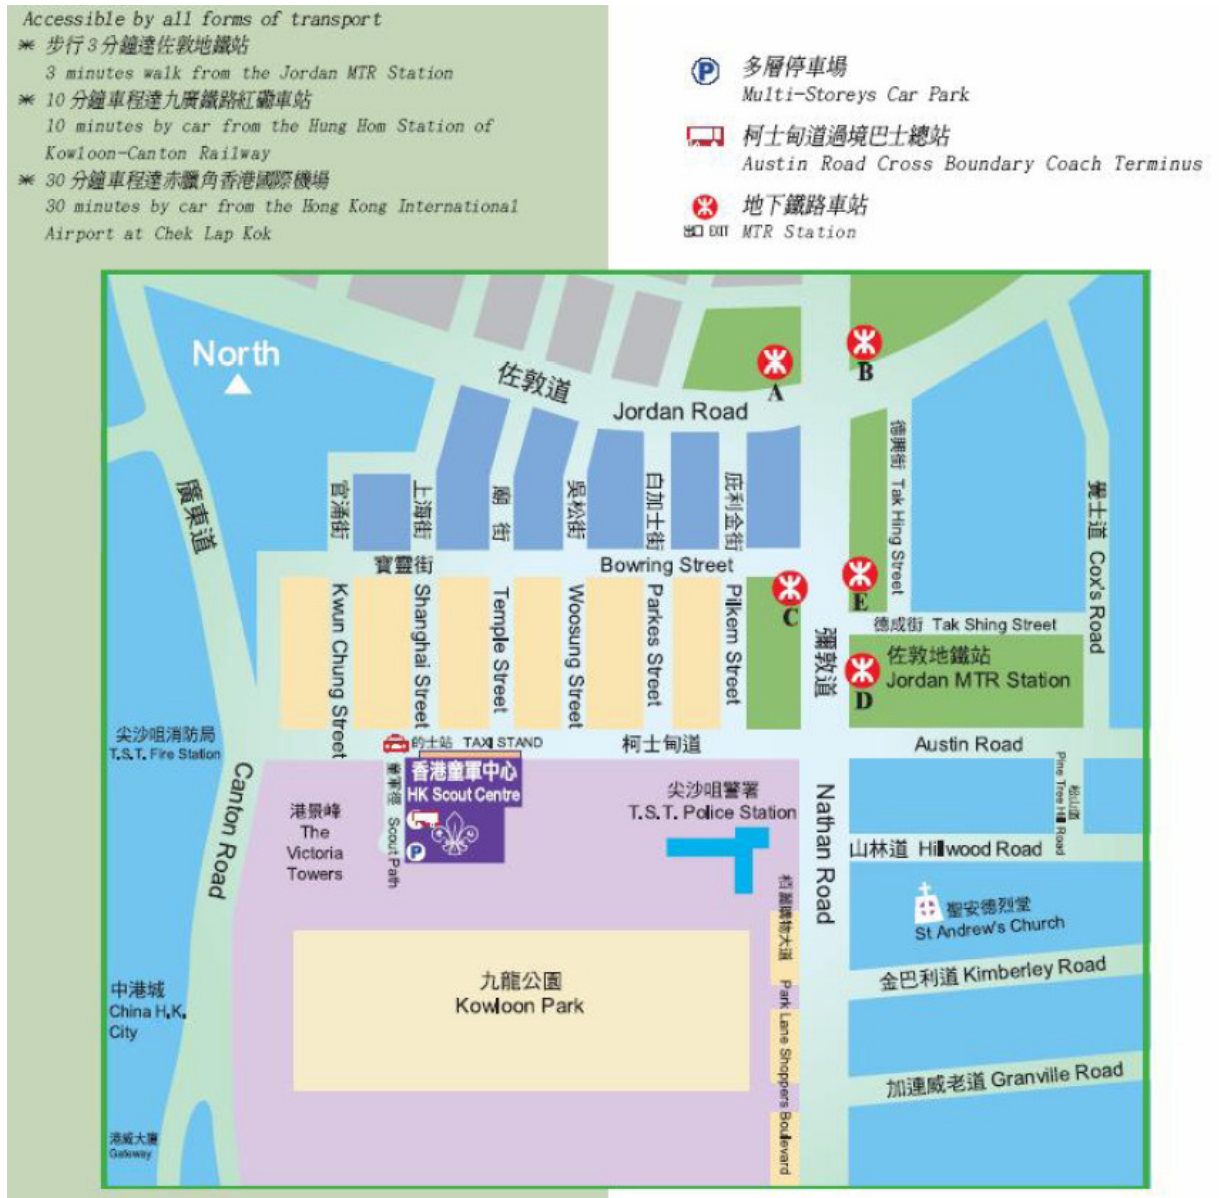 Accessible by all forms of transport
✳ 步行3分鐘達佐敦地鐵站
3 minutes walk from the Jordan MTR Station
✳ 10分鐘車程達九廣鐵路紅磡車站
10 minutes by car from the Hung Hom Station of
Kowloon-Canton Railway
✳ 30分鐘車程達赤鱲角香港國際機場
30 minutes by car from the Hong Kong International
Airport at Chek Lap Kok
P 多層停車場
Multi-Storeys Car Park
柯士甸道過境巴士總站
Austin Road Cross Boundary Coach Terminus
地下鐵路車站
出口 EXIT MTR Station
North
佐敦道
Jordan Road
A
B
廣東道
官涌街
上海街
廟街
吳松街
白加士街
庇利金街
德興街 Tak Hing Street
覺士道 Cox's Road
寶靈街
Bowring Street
C
E
Kwun Chung Street
Shanghai Street
Temple Street
Woosung Street
Parkes Street
Pilkem Street
彌敦道
德成街 Tak Shing Street
佐敦地鐵站
Jordan MTR Station
D
尖沙咀消防局
T.S.T. Fire Station
的士站 TAXI STAND
柯士甸道
Austin Road
Canton Road
港景峰
The
Victoria
Towers
童軍徑 Scout Path
香港童軍中心
HK Scout Centre
P
尖沙咀警署
T.S.T. Police Station
Nathan Road
松山道
Pine Tree Hill Road
山林道 Hillwood Road
聖安德烈堂
St Andrew's Church
柏麗購物大道 Park Lane Shoppers Boulevard
九龍公園
Kowloon Park
金巴利道 Kimberley Road
中港城
China H.K.
City
加連威老道 Granville Road
港威大廈
Gateway